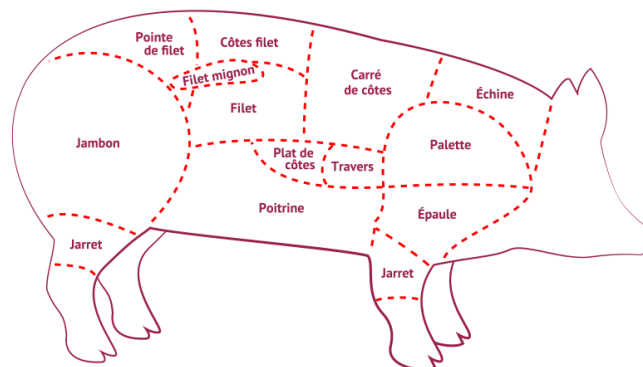 Pointe
de filet
Côtes filet
Filet mignon
Carré
de côtes
Échine
Filet
Jambon
Palette
Plat de
côtes
Travers
Poitrine
Épaule
Jarret
Jarret